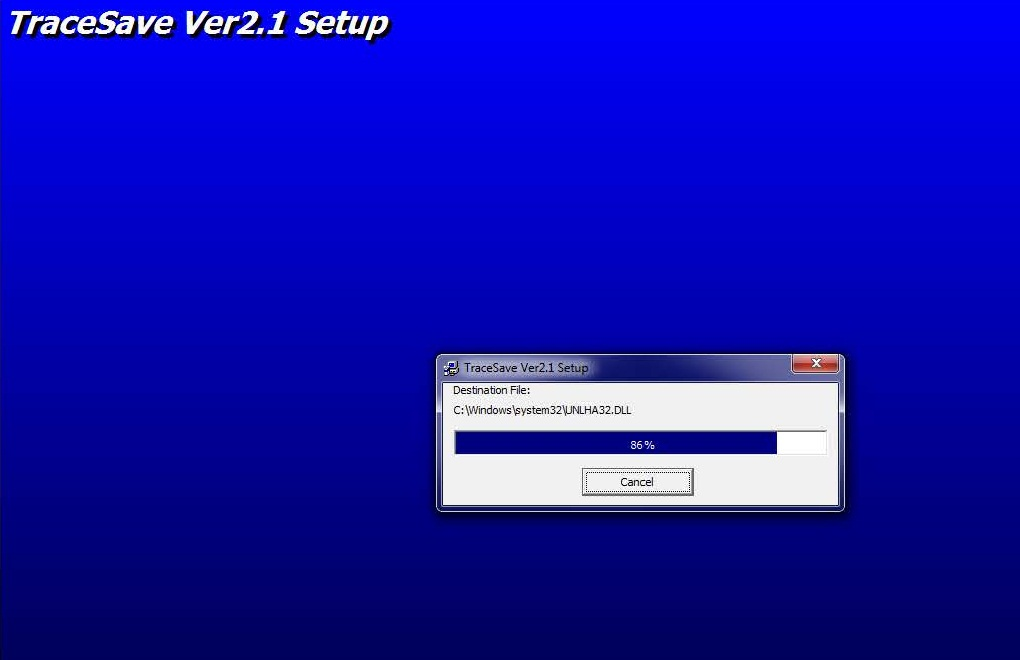 TraceSave Ver2.1 Setup
TraceSave Ver2.1 Setup
Destination File:
C:\Windows\system32\UNLHA32.DLL
86%
Cancel